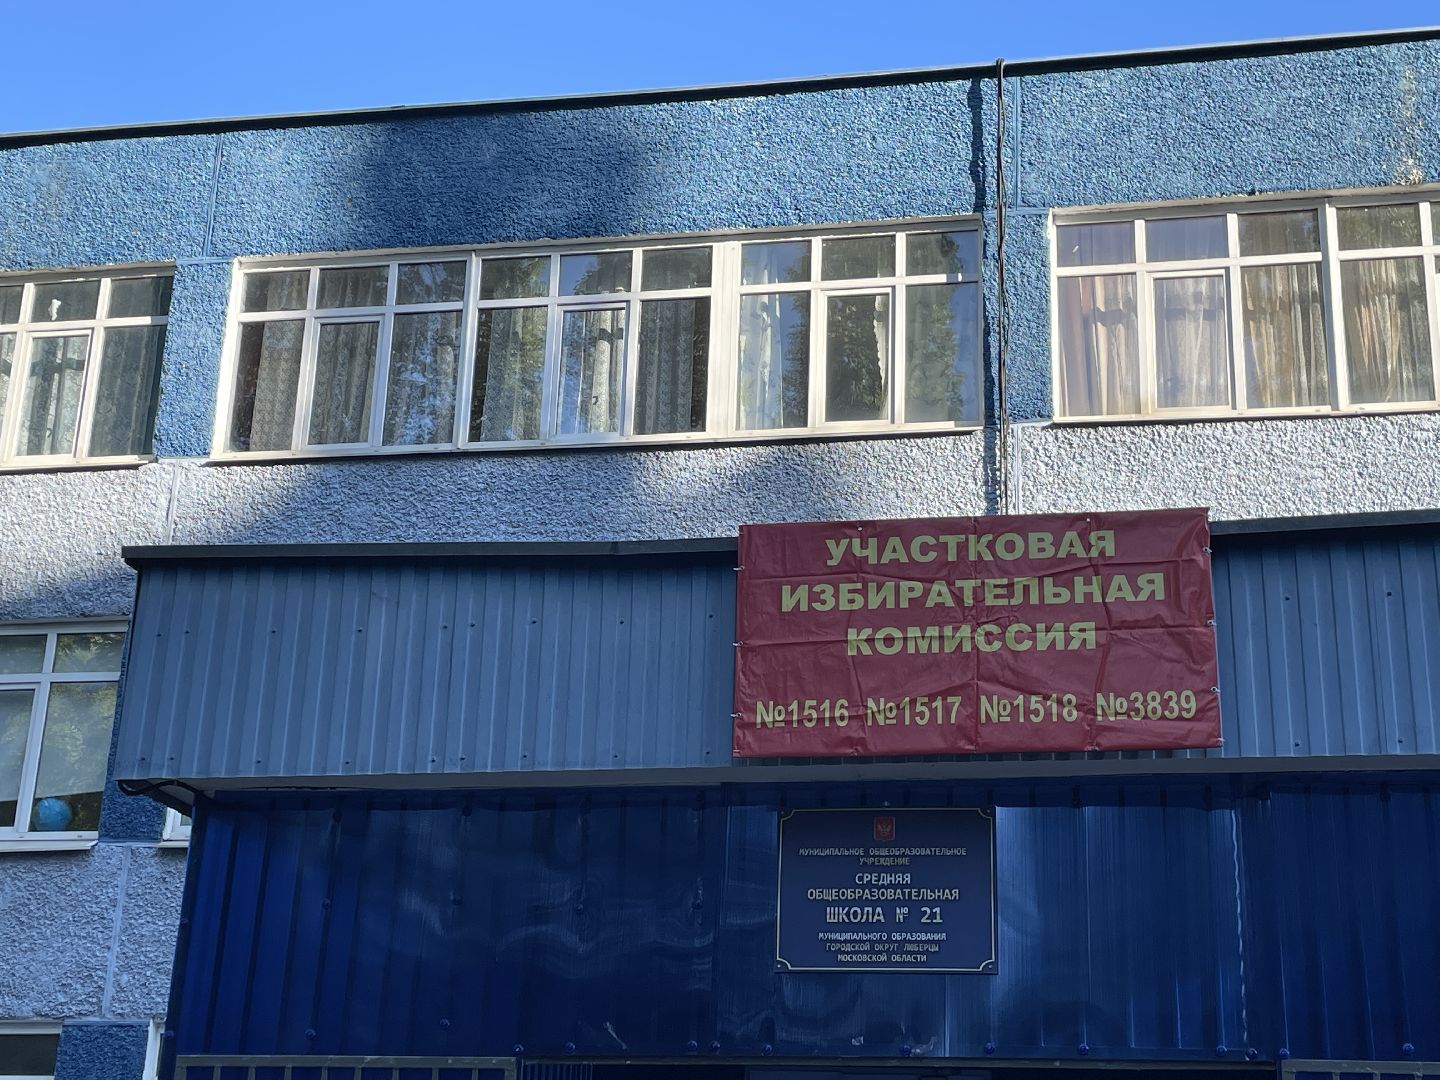 УЧАСТКОВАЯ
ИЗБИРАТЕЛЬНАЯ
КОМИССИЯ
№1516 №1517 №1518 №3839
МУНИЦИПАЛЬНОЕ ОБЩЕОБРАЗОВАТЕЛЬНОЕ
УЧРЕЖДЕНИЕ
СРЕДНЯЯ
ОБЩЕОБРАЗОВАТЕЛЬНАЯ
ШКОЛА № 21
МУНИЦИПАЛЬНОГО ОБРАЗОВАНИЯ
ГОРОДСКОЙ ОКРУГ ЛЮБЕРЦЫ
МОСКОВСКОЙ ОБЛАСТИ